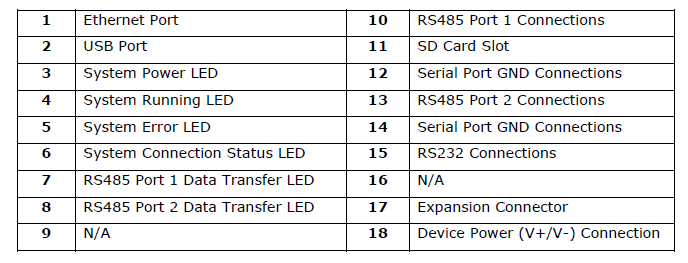 1 Ethernet Port 10 RS485 Port 1 Connections
2 USB Port 11 SD Card Slot
3 System Power LED 12 Serial Port GND Connections
4 System Running LED 13 RS485 Port 2 Connections
5 System Error LED 14 Serial Port GND Connections
6 System Connection Status LED 15 RS232 Connections
7 RS485 Port 1 Data Transfer LED 16 N/A
8 RS485 Port 2 Data Transfer LED 17 Expansion Connector
9 N/A 18 Device Power (V+/V-) Connection